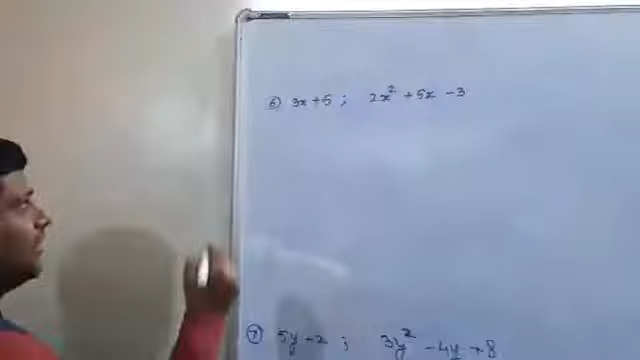 ⑥ 3x + 5 ; 2x² + 5x - 3
⑦ 5y - 2 ; 3y² - 4y + 8